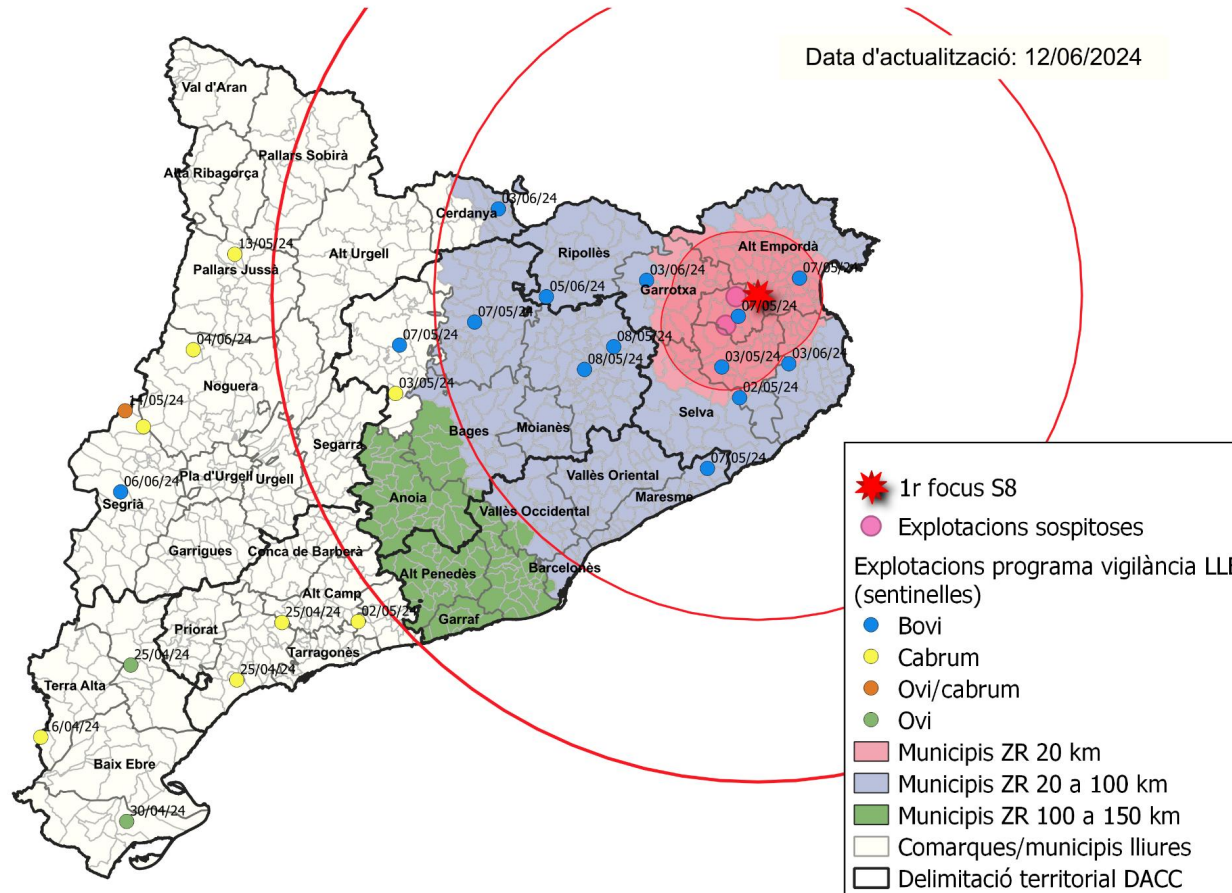 Data d'actualització: 12/06/2024
Val d'Aran
Pallars Sobirà
Alta Ribagorça
03/06/24
Cerdanya
13/05/24
Pallars Jussà
Alt Urgell
Ripollès
Alt Empordà
03/06/24
Garrotxa
07/05/24
05/06/24
07/05/24
07/05/24
07/05/24
08/05/24
04/06/24
08/05/24
03/05/24
03/06/24
Noguera
03/05/24
02/05/24
14/05/24
Selva
Bages
Moianès
Segarra
Pla d'Urgell
Urgell
07/05/24
Vallès Oriental
06/06/24
Segrià
Anoia
Maresme
Vallès Occidental
Garrigues
Conca de Barberà
Alt Penedès
Barcelonès
Alt Camp
25/04/24
02/05/24
Garraf
Priorat
Tarragonès
25/04/24
25/04/24
Terra Alta
16/04/24
Baix Ebre
30/04/24
1r focus S8
Explotacions sospitoses
Explotacions programa vigilància LLE
(sentinelles)
Bovi
Cabrum
Ovi/cabrum
Ovi
Municipis ZR 20 km
Municipis ZR 20 a 100 km
Municipis ZR 100 a 150 km
Comarques/municipis lliures
Delimitació territorial DACC